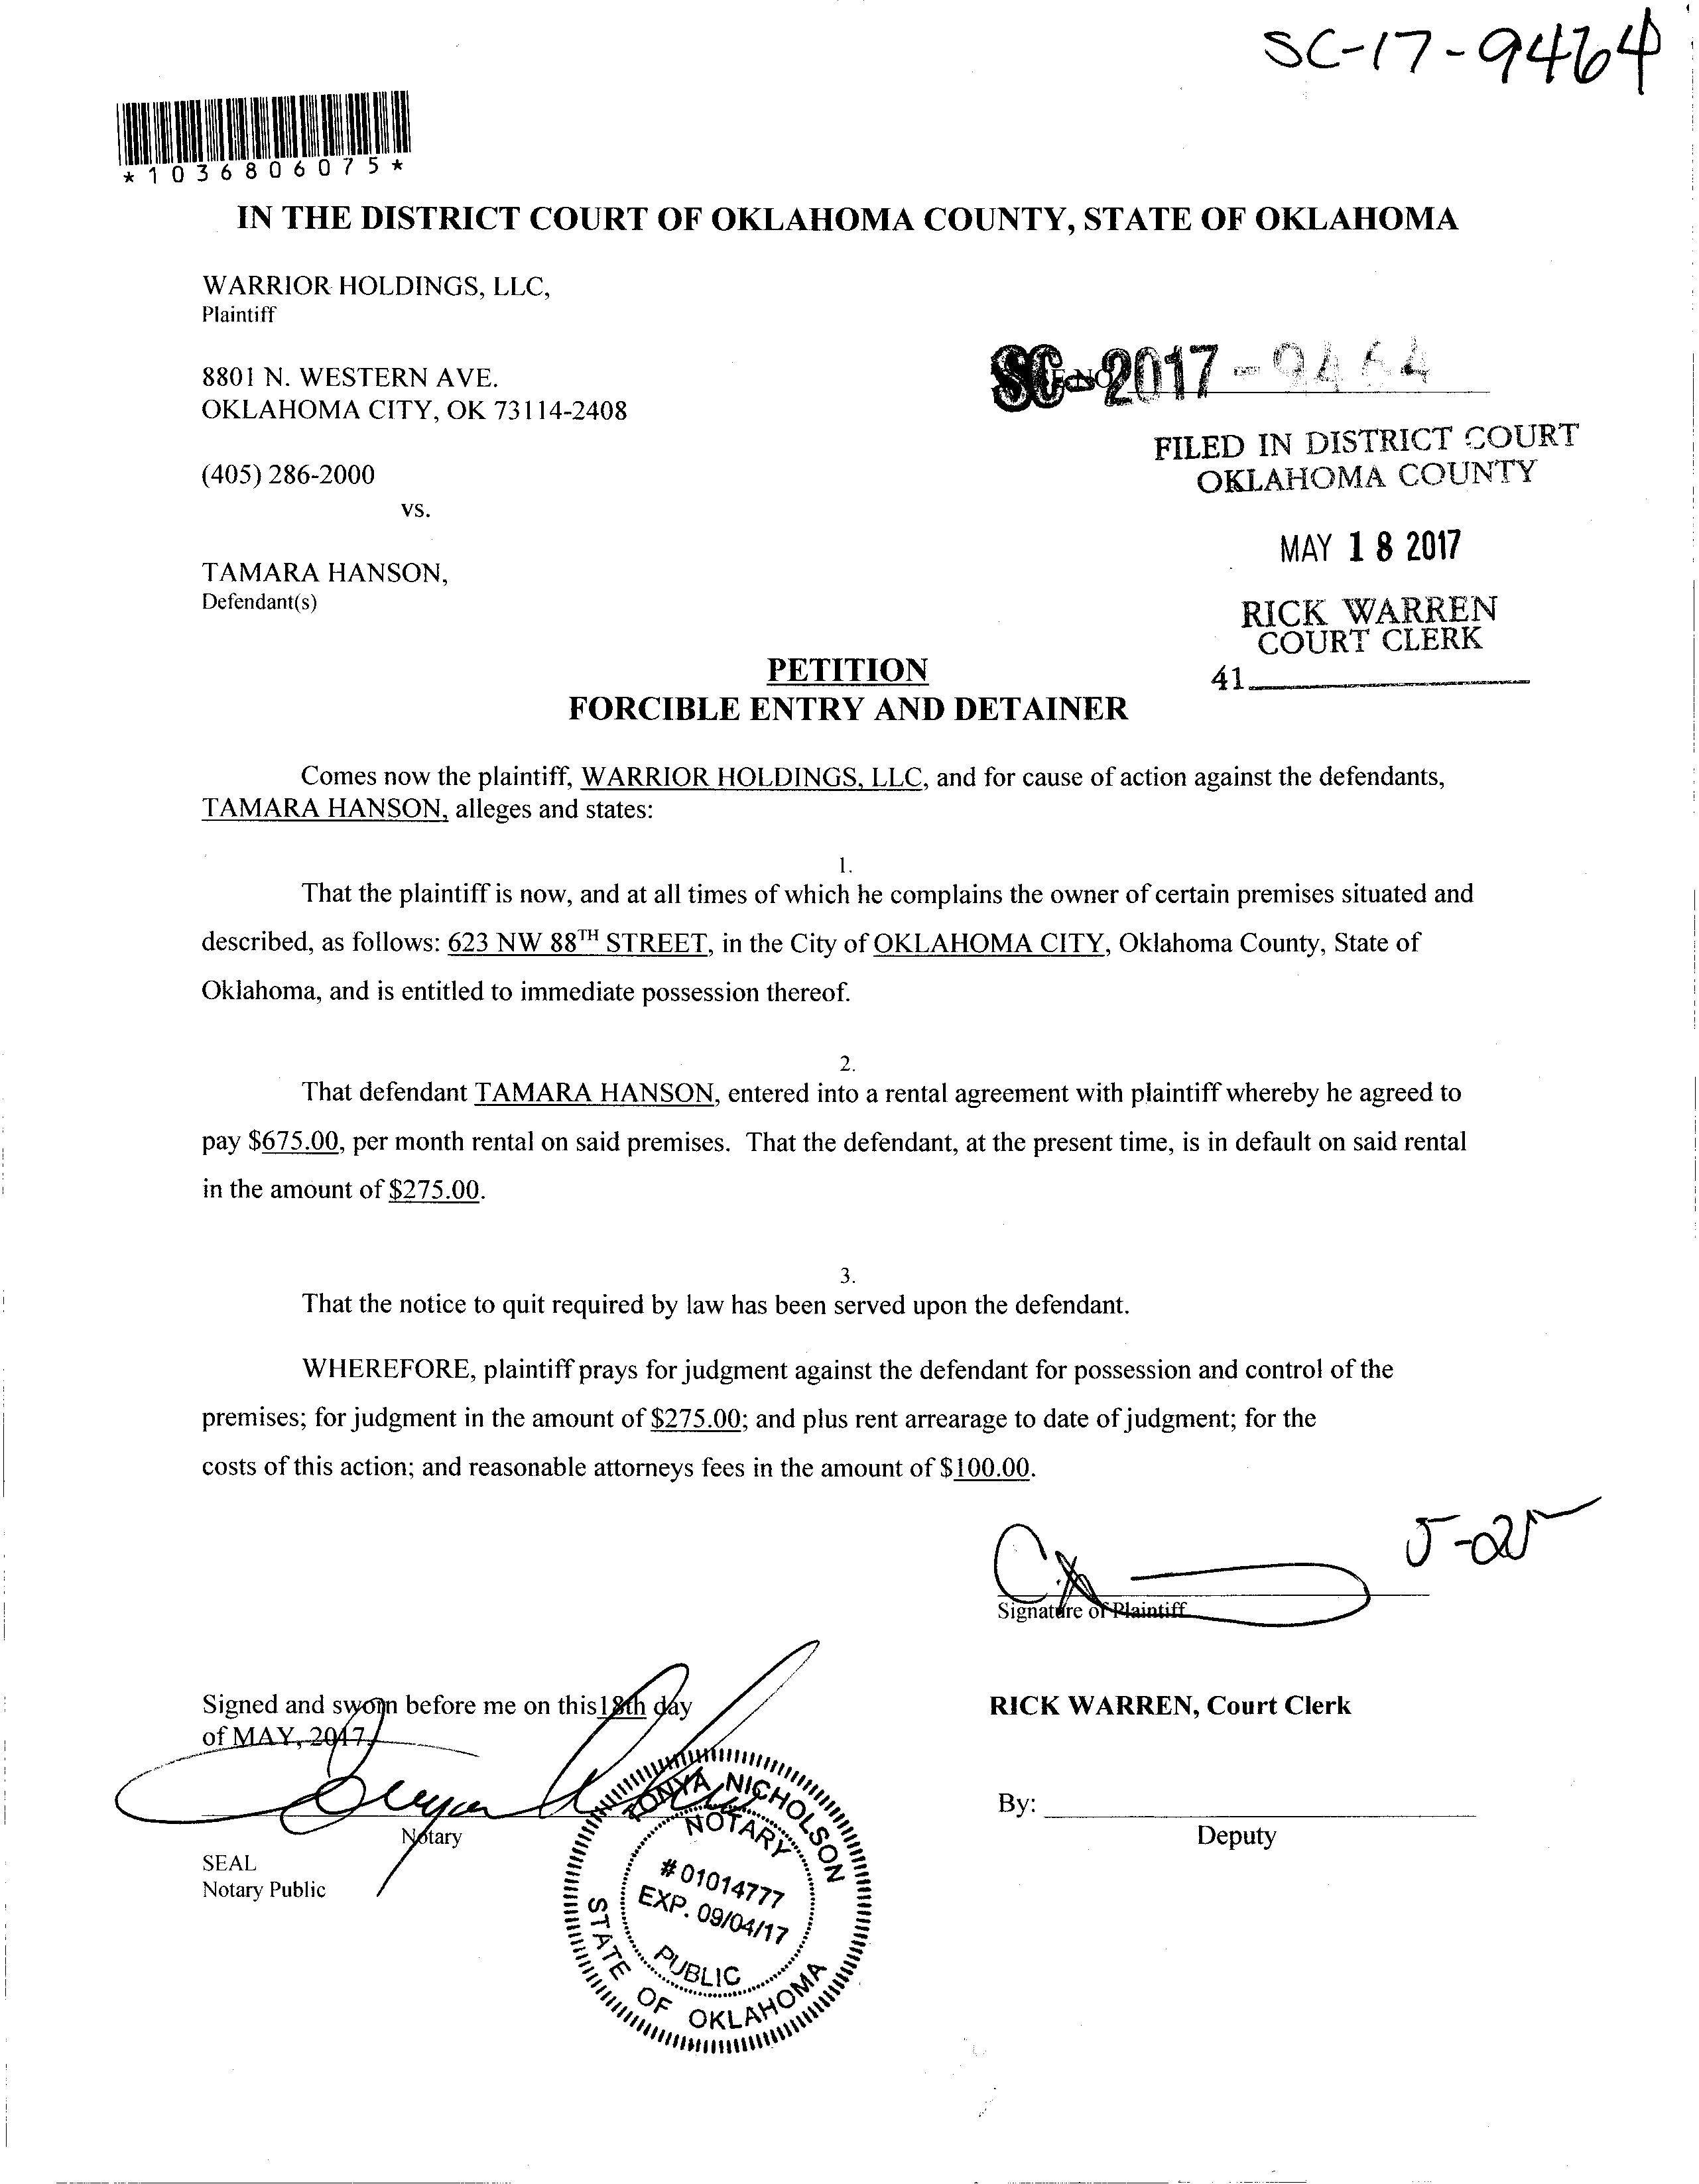 SC-17-9464
*1036806075*
IN THE DISTRICT COURT OF OKLAHOMA COUNTY, STATE OF OKLAHOMA
WARRIOR HOLDINGS, LLC,
Plaintiff
8801 N. WESTERN AVE.
OKLAHOMA CITY, OK 73114-2408
SC-2017-9464
FILED IN DISTRICT COURT
OKLAHOMA COUNTY
(405) 286-2000
vs.
MAY 18 2017
TAMARA HANSON,
Defendant(s)
RICK WARREN
COURT CLERK
41
PETITION
FORCIBLE ENTRY AND DETAINER
Comes now the plaintiff, WARRIOR HOLDINGS, LLC, and for cause of action against the defendants,
TAMARA HANSON, alleges and states:
1.
That the plaintiff is now, and at all times of which he complains the owner of certain premises situated and
described, as follows: 623 NW 88TH STREET, in the City of OKLAHOMA CITY, Oklahoma County, State of
Oklahoma, and is entitled to immediate possession thereof.
2.
That defendant TAMARA HANSON, entered into a rental agreement with plaintiff whereby he agreed to
pay $675.00, per month rental on said premises. That the defendant, at the present time, is in default on said rental
in the amount of $275.00.
3.
That the notice to quit required by law has been served upon the defendant.
WHEREFORE, plaintiff prays for judgment against the defendant for possession and control of the
premises; for judgment in the amount of $275.00; and plus rent arrearage to date of judgment; for the
costs of this action; and reasonable attorneys fees in the amount of $100.00.
Signature of Plaintiff
Signed and sworn before me on this 18th day
of MAY, 2017.
RICK WARREN, Court Clerk
Notary
By:
Deputy
SEAL
Notary Public
TONYA NICHOLSON
NOTARY
# 01014777
EXP. 09/04/17
PUBLIC
STATE OF OKLAHOMA